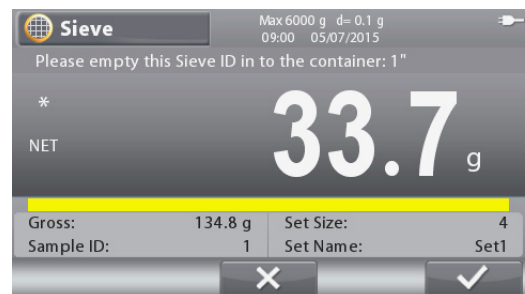 Sieve
Max 6000 g d= 0.1 g
09:00 05/07/2015
Please empty this Sieve ID in to the container: 1"
*
NET
33.7 g
Gross: 134.8 g Set Size: 4
Sample ID: 1 Set Name: Set1